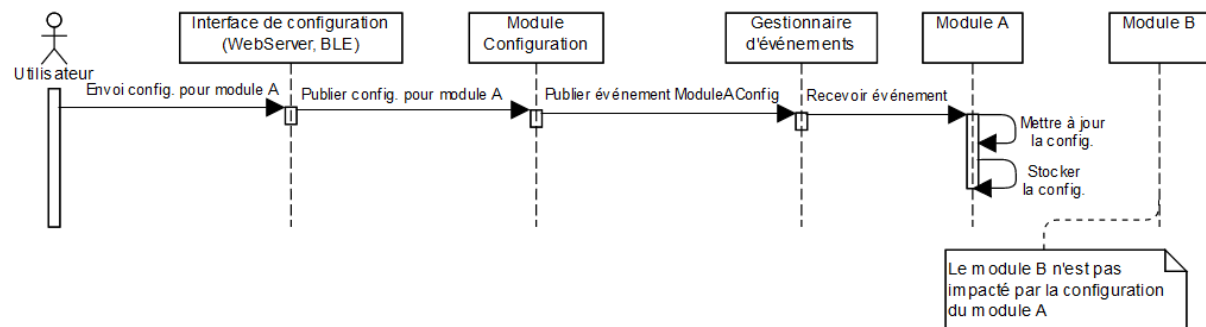 Interface de configuration
(WebServer, BLE)
Module
Configuration
Gestionnaire
d'événements
Module A
Module B
Utilisateur
Envoi config. pour module A
Publier config. pour module A
Publier événement ModuleAConfig
Recevoir événement
Mettre à jour
la config.
Stocker
la config.
Le module B n'est pas
impacté par la configuration
du module A